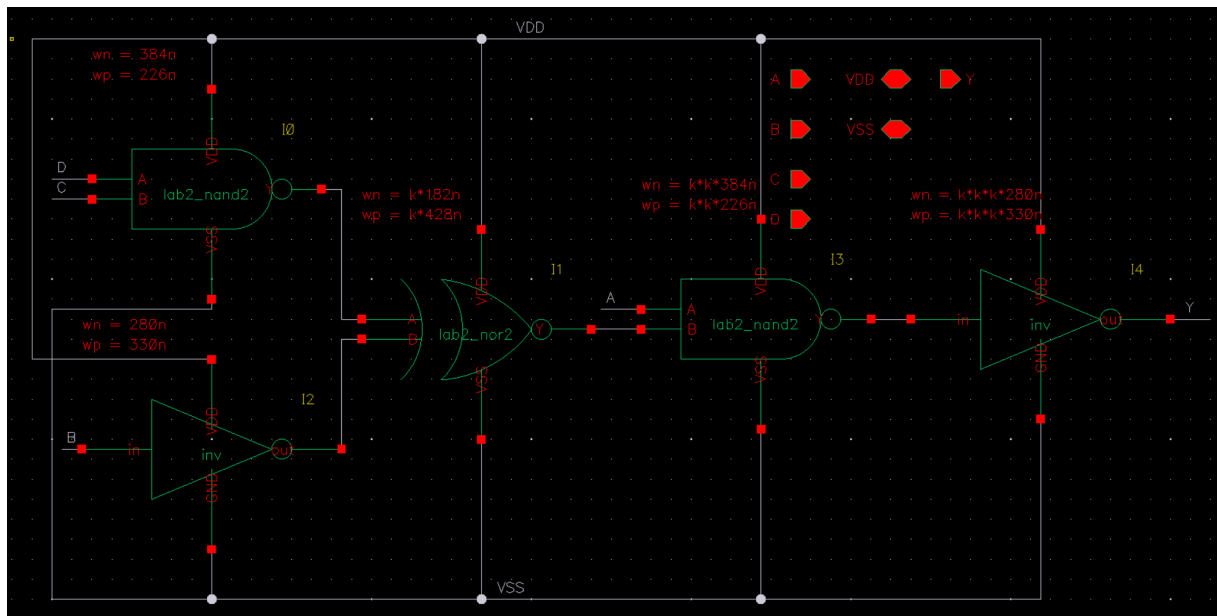 VDD
wn = 384n
wp = 226n
A
VDD
Y
B
VSS
I0
D
C
A
B
VDD
lab2_nand2
Y
VSS
wn = k*182n
wp = k*428n
wn = k*k*384n
wp = k*k*226n
C
D
wn = k*k*k*280n
wp = k*k*k*330n
I1
I3
I4
VDD
A
B
lab2_nor2
Y
VSS
A
VDD
A
B
lab2_nand2
Y
VSS
VDD
in
inv
out
GND
Y
wn = 280n
wp = 330n
I2
B
VDD
in
inv
out
GND
VSS